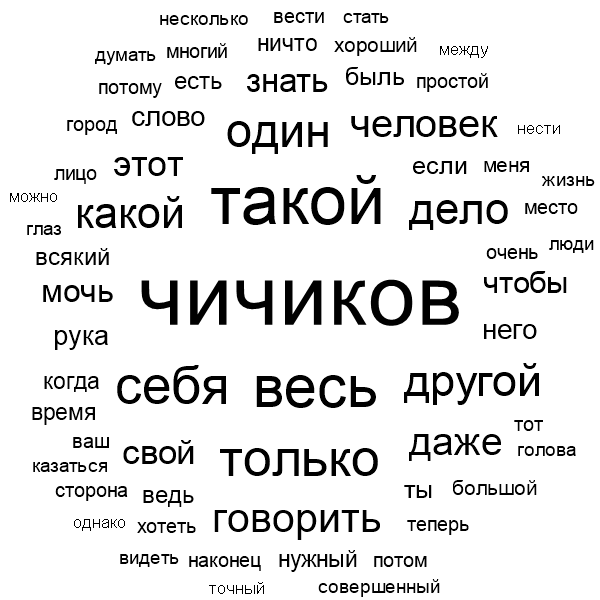 несколько вести стать
думать многий ничто хороший между
потому есть знать быль простой
город слово один человек нести
лицо этот если меня
можно какой такой дело место жизнь
глаз
всякий очень люди
мочь чичиков чтобы
рука него
когда себя весь другой
время
ваш свой только даже тот
казаться голова
сторона ведь ты большой
однако хотеть говорить теперь
видеть наконец нужный потом
точный совершенный